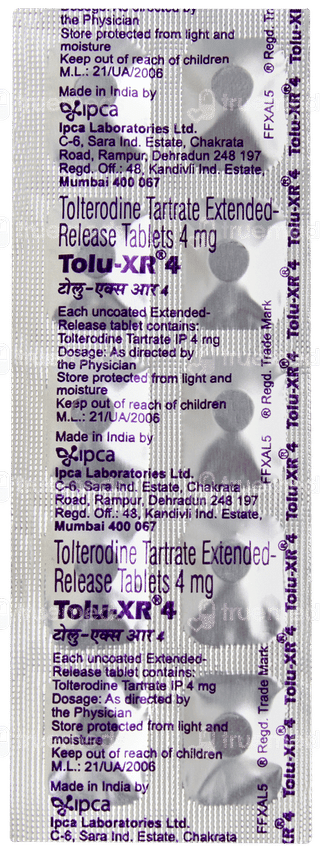 Dosage: As directed by
the Physician
Store protected from light and
moisture
Keep out of reach of children
M.L.: 21/UA/2006
Made in India by
ipca
Ipca Laboratories Ltd.
C-6, Sara Ind. Estate, Chakrata
Road, Rampur, Dehradun 248 197
Regd. Off.: 48, Kandivli Ind. Estate,
Mumbai 400 067
Tolterodine Tartrate Extended-
Release Tablets 4 mg
Tolu-XR® 4
टोलु-एक्स आर 4
Each uncoated Extended-
Release tablet contains:
Tolterodine Tartrate IP 4 mg
Dosage: As directed by
the Physician
Store protected from light and
moisture
Keep out of reach of children
M.L.: 21/UA/2006
Made in India by
ipca
Ipca Laboratories Ltd.
C-6, Sara Ind. Estate, Chakrata
Road, Rampur, Dehradun 248 197
Regd. Off.: 48, Kandivli Ind. Estate,
Mumbai 400 067
Tolterodine Tartrate Extended-
Release Tablets 4 mg
Tolu-XR® 4
टोलु-एक्स आर 4
Each uncoated Extended-
Release tablet contains:
Tolterodine Tartrate IP 4 mg
Dosage: As directed by
the Physician
Store protected from light and
moisture
Keep out of reach of children
M.L.: 21/UA/2006
Made in India by
ipca
Ipca Laboratories Ltd.
C-6, Sara Ind. Estate, Chakrata
FFXAL5 ® Regd.
FFXAL5 ® Regd. Trade Mark
FFXAL5 ® Regd. Trade Mark
Tolu-XR® 4 Tolu-XR® 4 Tolu-XR® 4 Tolu-XR® 4 Tolu-XR® 4 Tolu-XR® 4